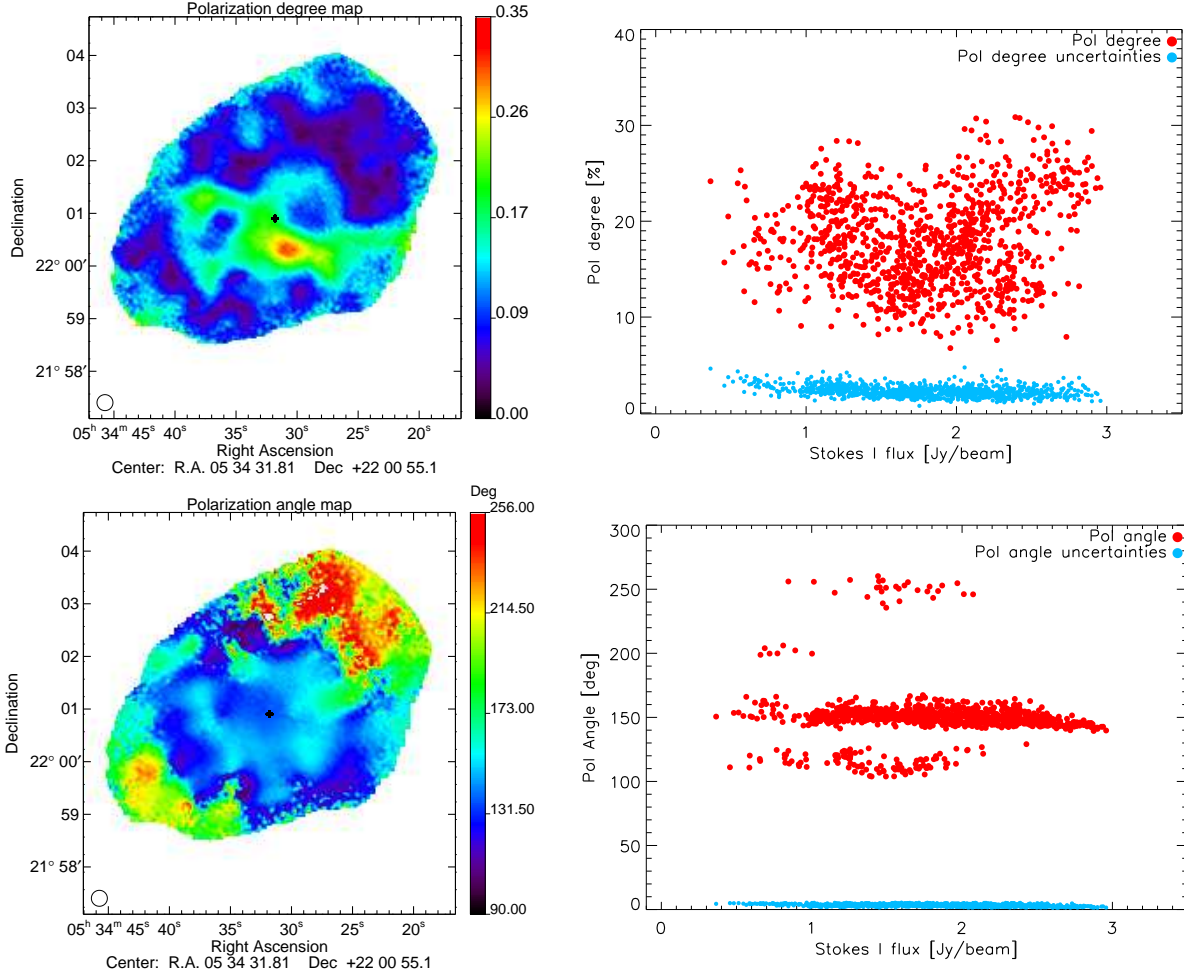 Polarization degree map
04
03
02
01
22° 00′
59
21° 58′
Declination
05h 34m 45s 40s 35s 30s 25s 20s
Right Ascension
Center: R.A. 05 34 31.81 Dec +22 00 55.1
0.35
0.26
0.17
0.09
0.00
40
30
20
10
0
Pol degree [%]
Pol degree
Pol degree uncertainties
0 1 2 3
Stokes I flux [Jy/beam]
Polarization angle map
04
03
02
01
22° 00′
59
21° 58′
Declination
05h 34m 45s 40s 35s 30s 25s 20s
Right Ascension
Center: R.A. 05 34 31.81 Dec +22 00 55.1
Deg
256.00
214.50
173.00
131.50
90.00
300
250
200
150
100
50
0
Pol Angle [deg]
Pol angle
Pol angle uncertainties
0 1 2 3
Stokes I flux [Jy/beam]